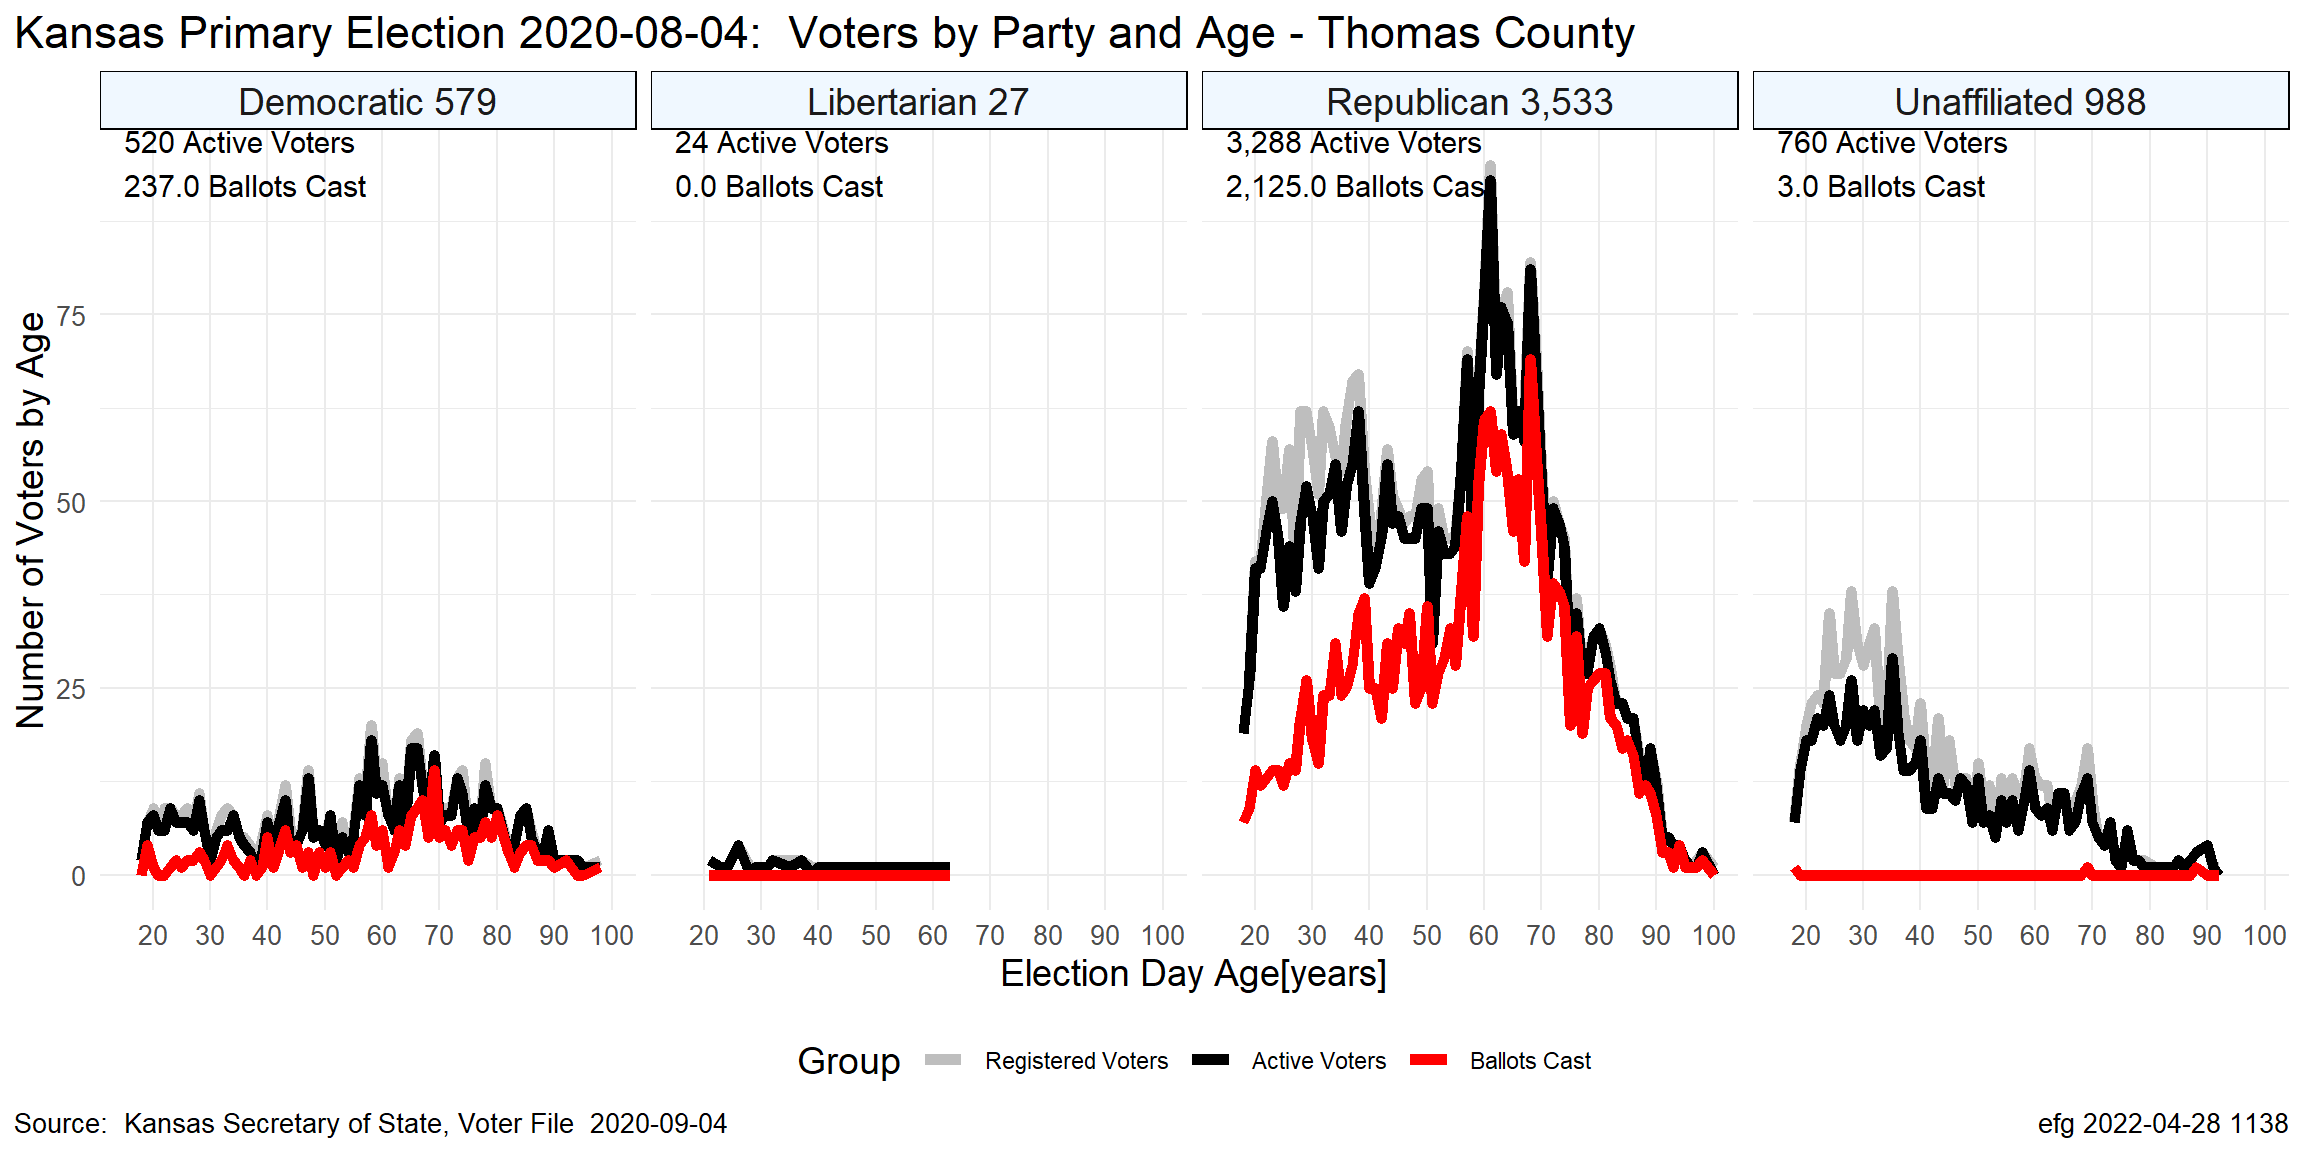 Kansas Primary Election 2020-08-04:  Voters by Party and Age - Thomas County
Democratic 579
Libertarian 27
Republican 3,533
Unaffiliated 988
520 Active Voters
237.0 Ballots Cast
24 Active Voters
0.0 Ballots Cast
3,288 Active Voters
2,125.0 Ballots Cast
760 Active Voters
3.0 Ballots Cast
Number of Voters by Age
75
50
25
0
20 30 40 50 60 70 80 90 100
20 30 40 50 60 70 80 90 100
20 30 40 50 60 70 80 90 100
20 30 40 50 60 70 80 90 100
Election Day Age[years]
Group
Registered Voters
Active Voters
Ballots Cast
Source:  Kansas Secretary of State, Voter File  2020-09-04
efg 2022-04-28 1138